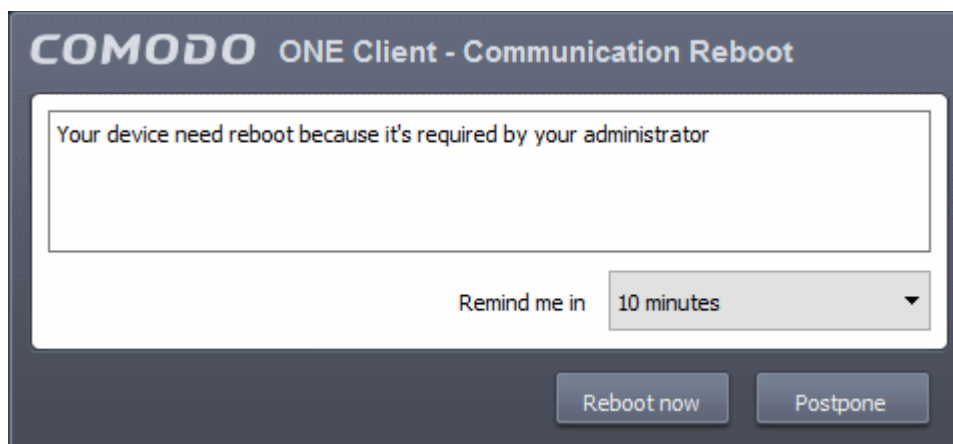 COMODO ONE Client - Communication Reboot
Your device need reboot because it's required by your administrator
Remind me in 10 minutes
Reboot now Postpone